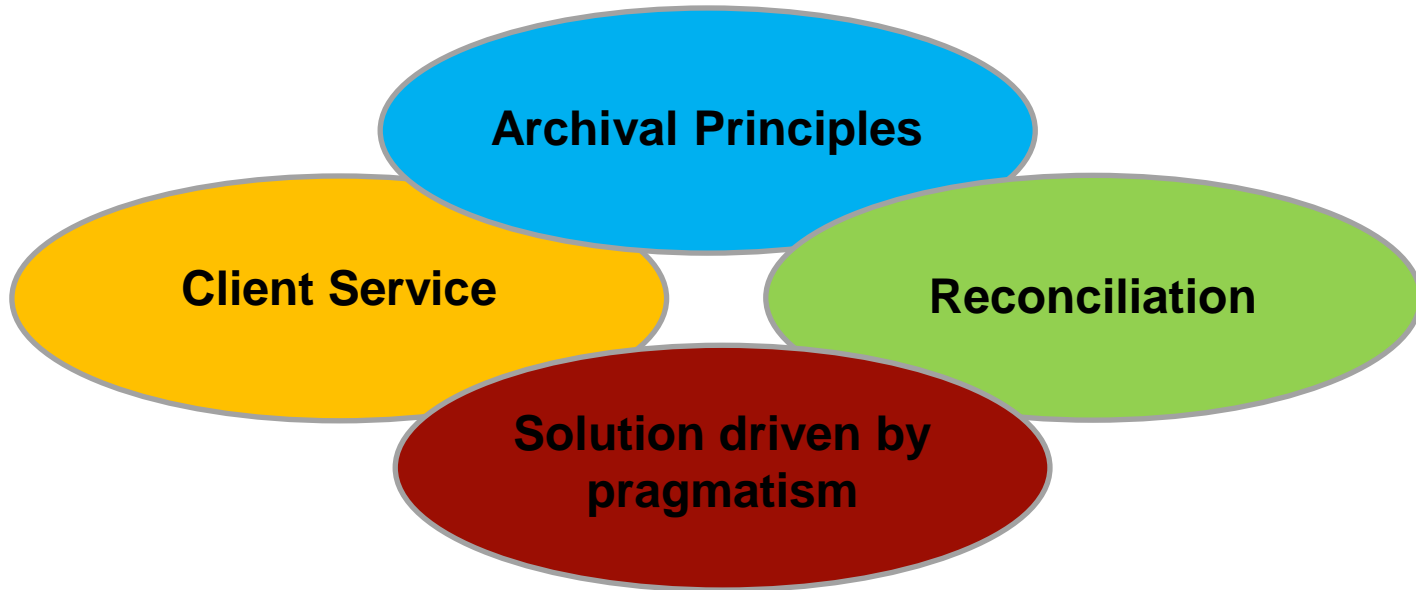 Archival Principles
Client Service
Reconciliation
Solution driven by
pragmatism